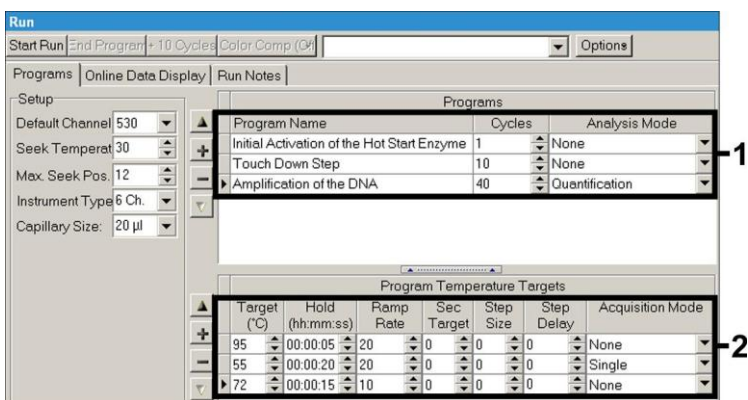 Run
Start Run End Program + 10 Cycles Color Comp (Off Options
Programs Online Data Display Run Notes
Setup
Default Channel 530
Seek Temperat 30
Max. Seek Pos. 12
Instrument Type 6 Ch.
Capillary Size: 20 µl
Programs
Program Name Cycles Analysis Mode
Initial Activation of the Hot Start Enzyme 1 None
Touch Down Step 10 None
Amplification of the DNA 40 Quantification
1
Program Temperature Targets
Target (°C) Hold (hh:mm:ss) Ramp Rate Sec Target Step Size Step Delay Acquisition Mode
95 00:00:05 20 0 0 0 None
55 00:00:20 20 0 0 0 Single
72 00:00:15 10 0 0 0 None
2